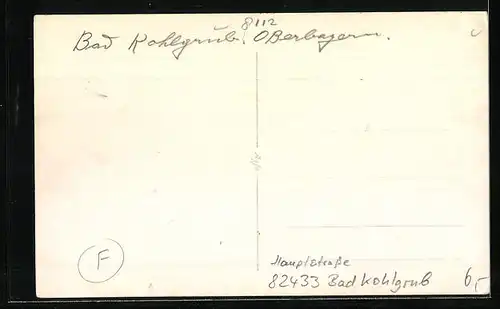 8112
Bad Kohlgrub. Oberbayern.
F
Hauptstraße
82433 Bad Kohlgrub 6,-